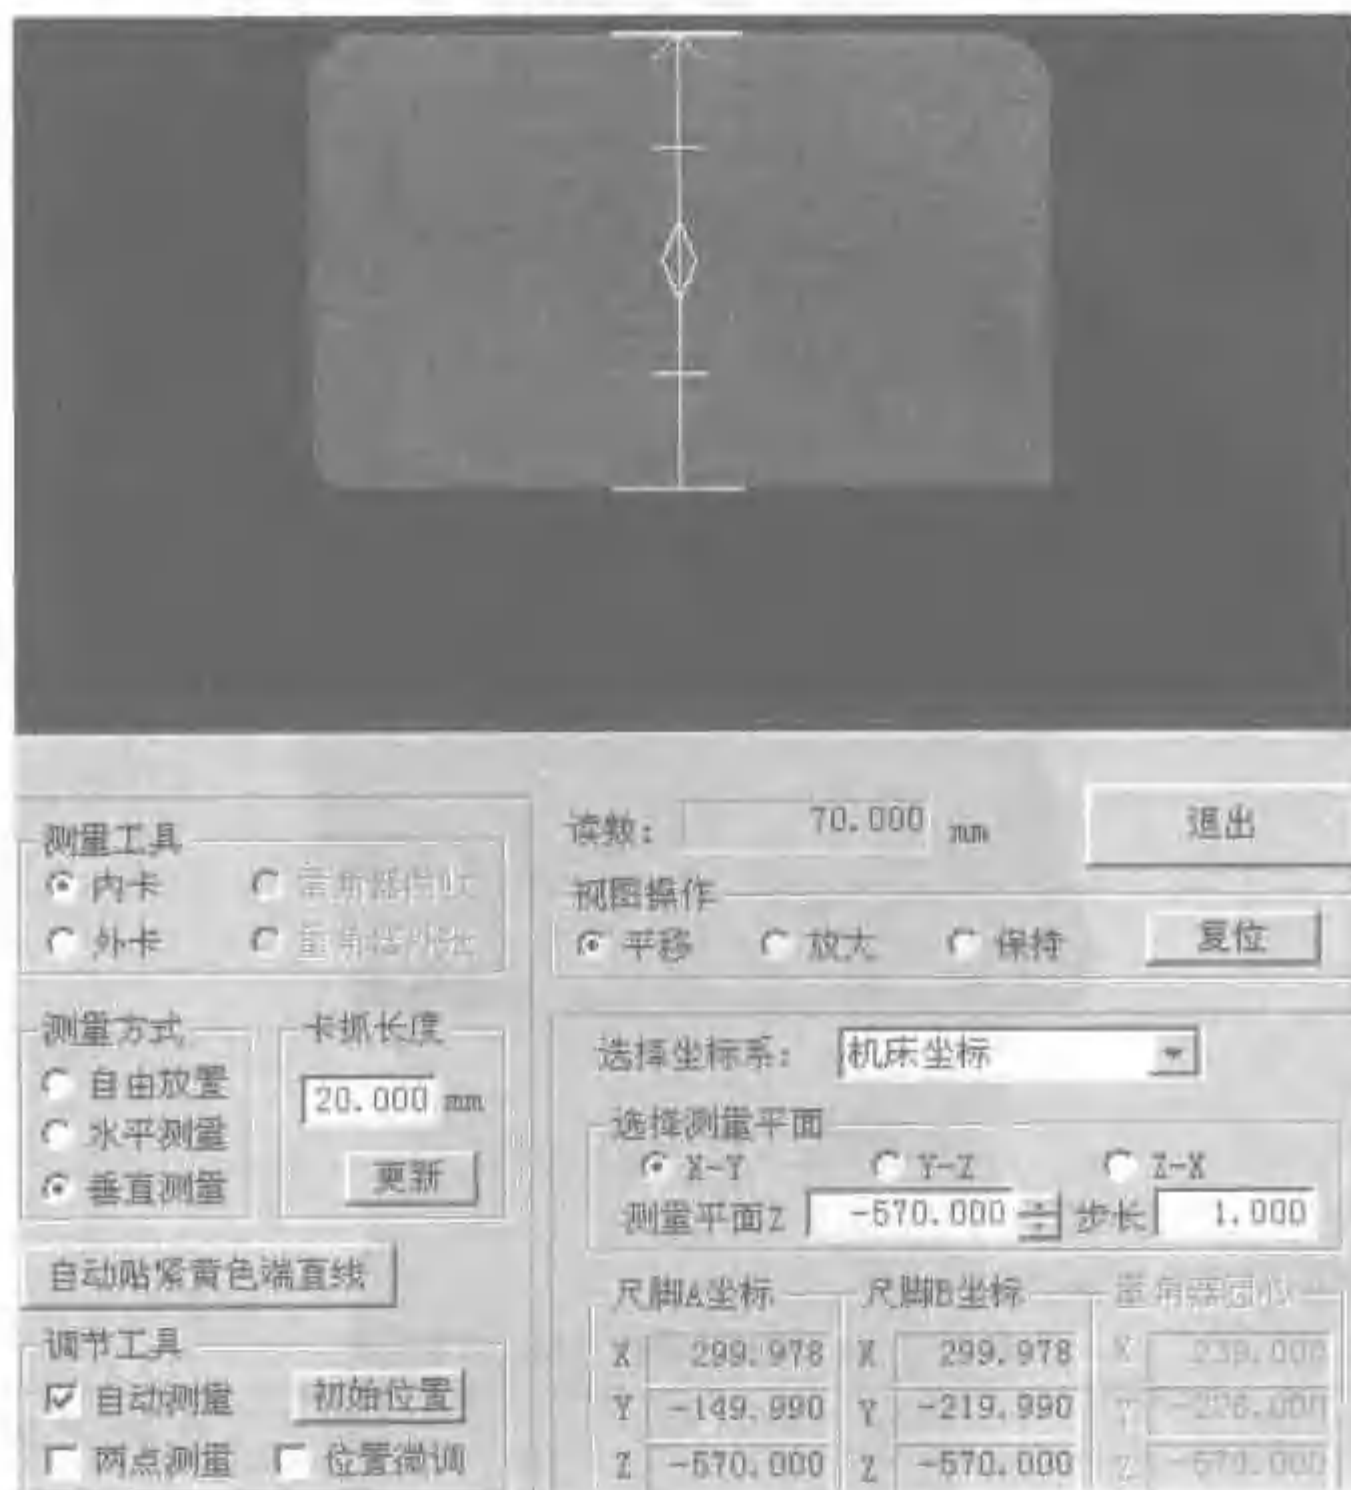 测量工具
内卡
外卡
读数: 70.000 mm 退出
视图操作
平移 放大 保持 复位
测量方式
自由放置
水平测量
垂直测量
卡抓长度
20.000 mm
更新
选择坐标系: 机床坐标
选择测量平面
X-Y Y-Z Z-X
测量平面Z -570.000 步长 1.000
自动贴紧黄色端直线
调节工具
自动测量 初始位置
两点测量 位置微调
尺脚A坐标
X 299.978
Y -149.990
Z -570.000
尺脚B坐标
X 299.978
Y -219.990
Z -570.000
X 239.000